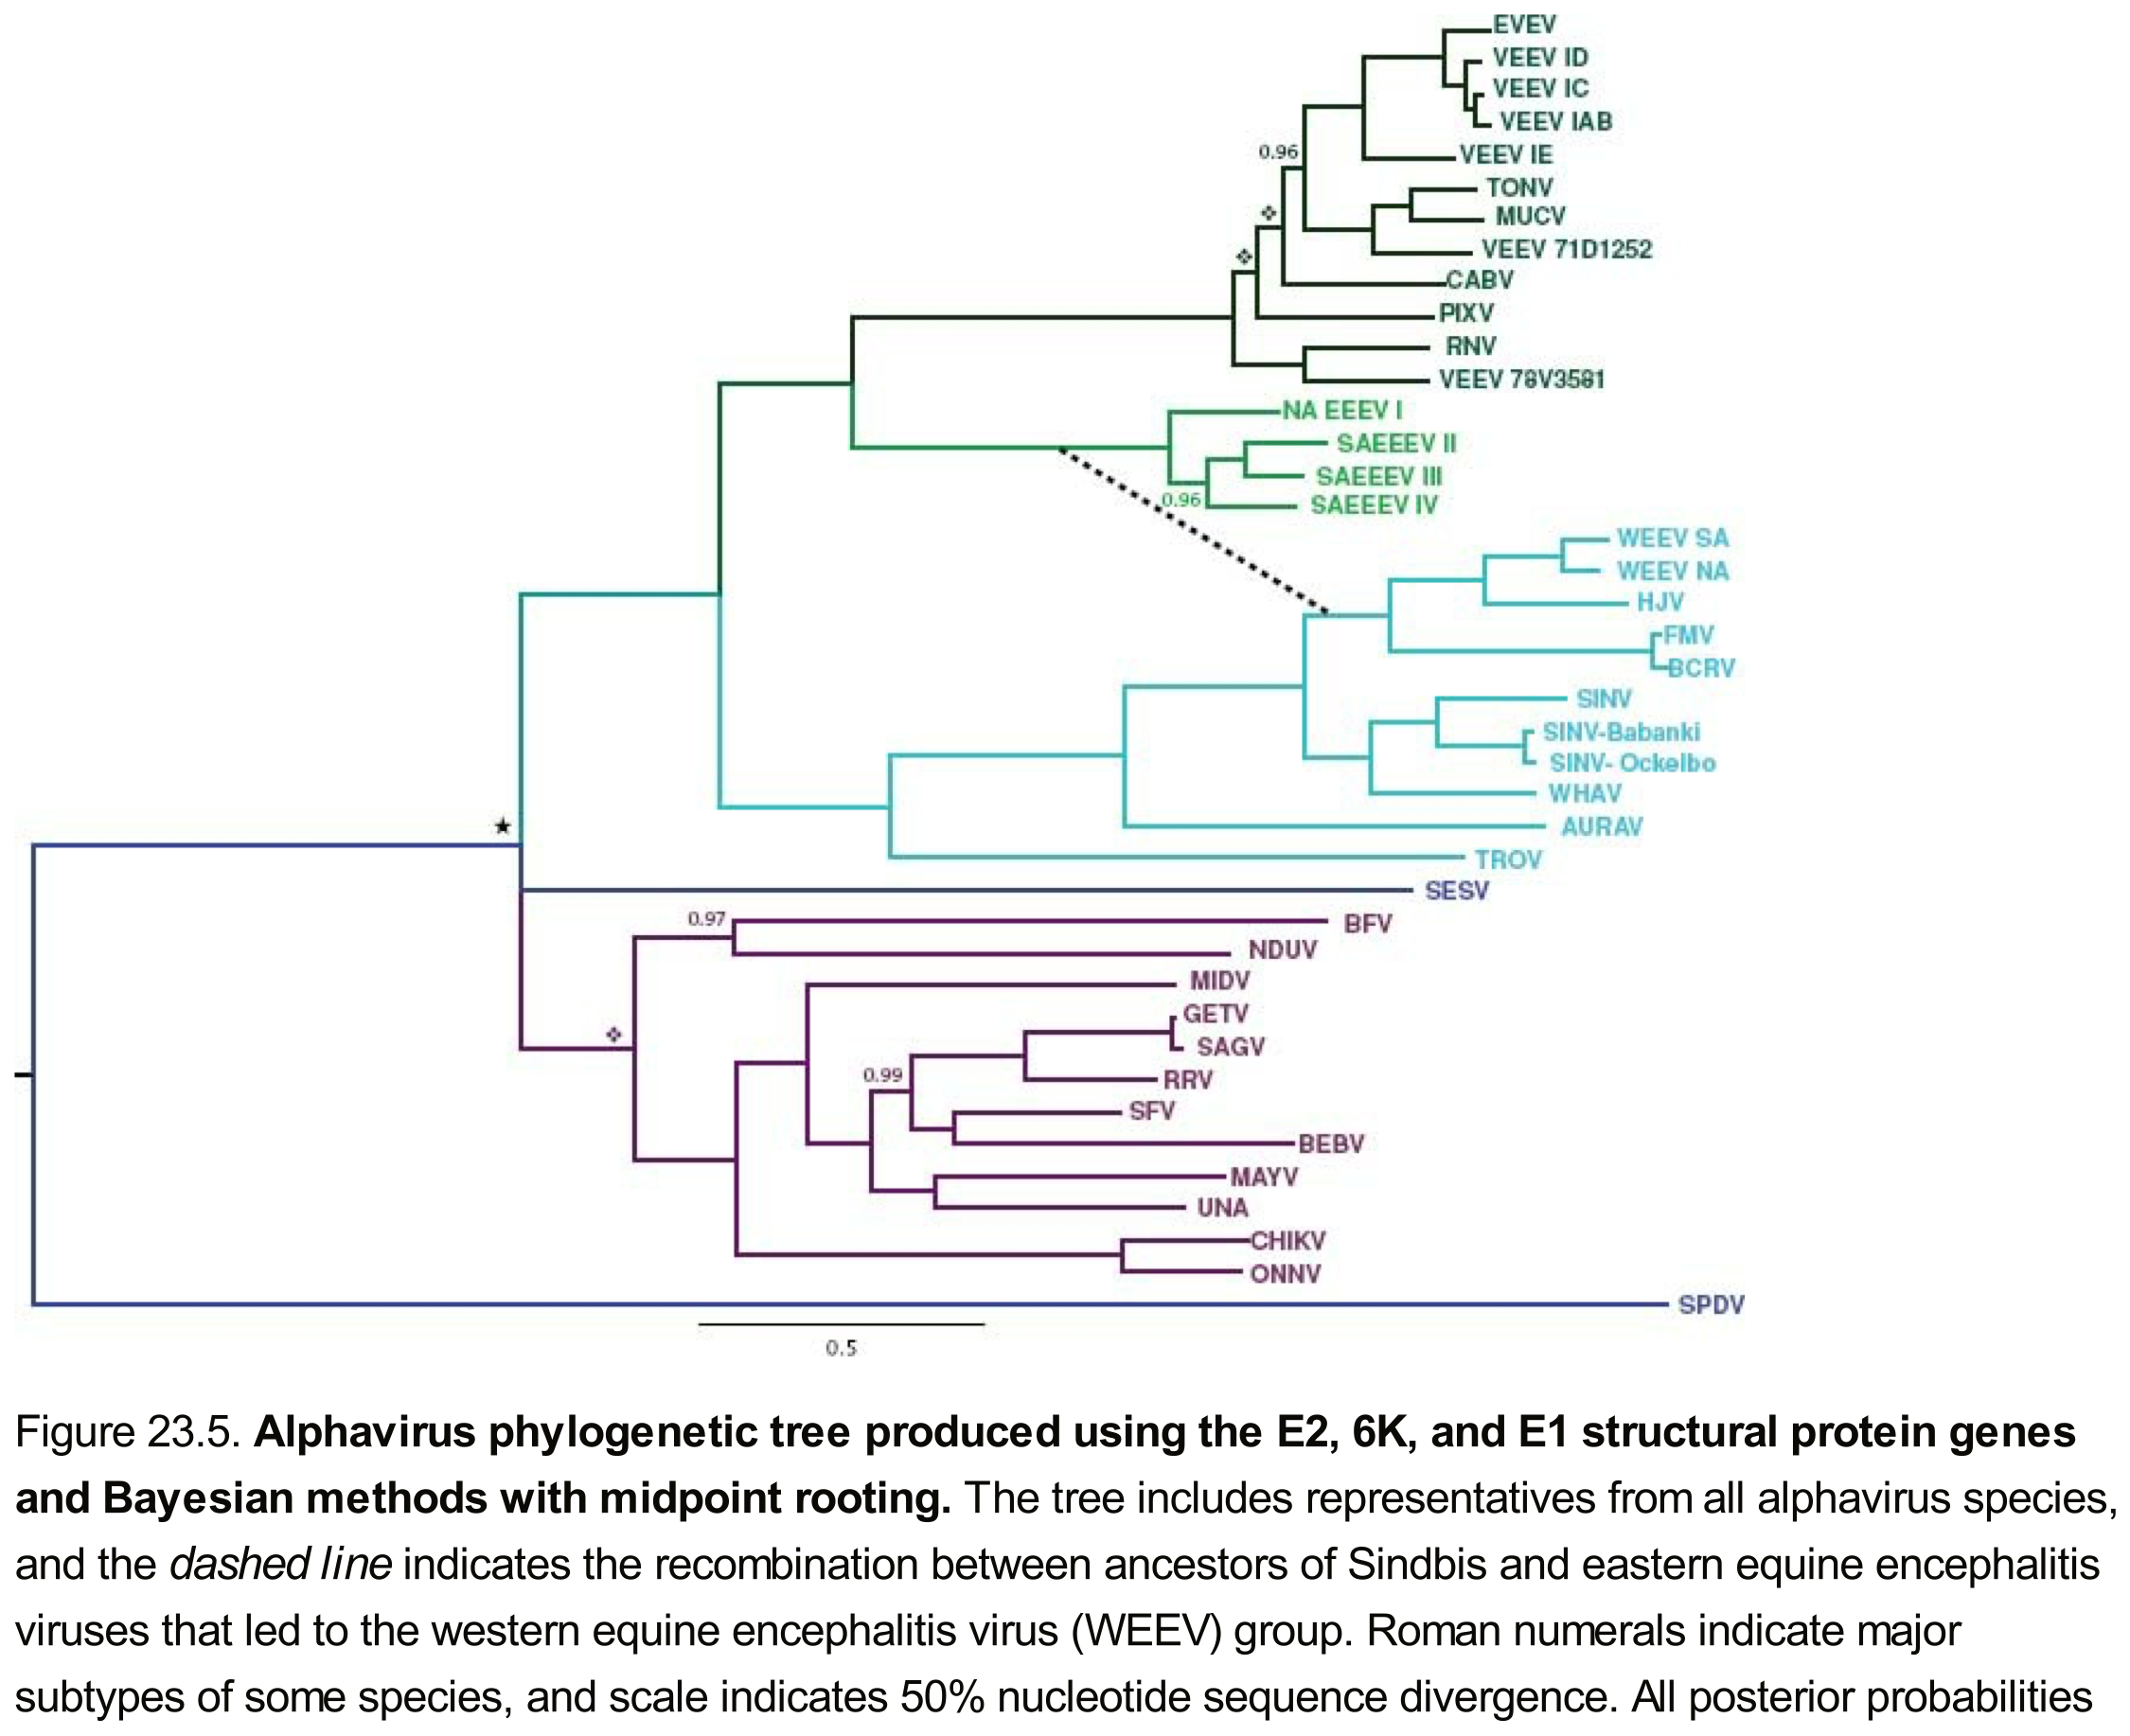 EVEV
VEEV ID
VEEV IC
VEEV IAB
0.96
VEEV IE
TONV
MUCV
VEEV 71D1252
CABV
PIXV
RNV
VEEV 78V3581
NA EEEV I
SAEEEV II
SAEEEV III
0.96
SAEEEV IV
WEEV SA
WEEV NA
HJV
FMV
BCRV
SINV
SINV-Babanki
SINV- Ockelbo
WHAV
AURAV
TROV
SESV
0.97
BFV
NDUV
MIDV
GETV
SAGV
0.99
RRV
SFV
BEBV
MAYV
UNA
CHIKV
ONNV
SPDV
0.5
Figure 23.5. Alphavirus phylogenetic tree produced using the E2, 6K, and E1 structural protein genes
and Bayesian methods with midpoint rooting. The tree includes representatives from all alphavirus species,
and the dashed line indicates the recombination between ancestors of Sindbis and eastern equine encephalitis
viruses that led to the western equine encephalitis virus (WEEV) group. Roman numerals indicate major
subtypes of some species, and scale indicates 50% nucleotide sequence divergence. All posterior probabilities